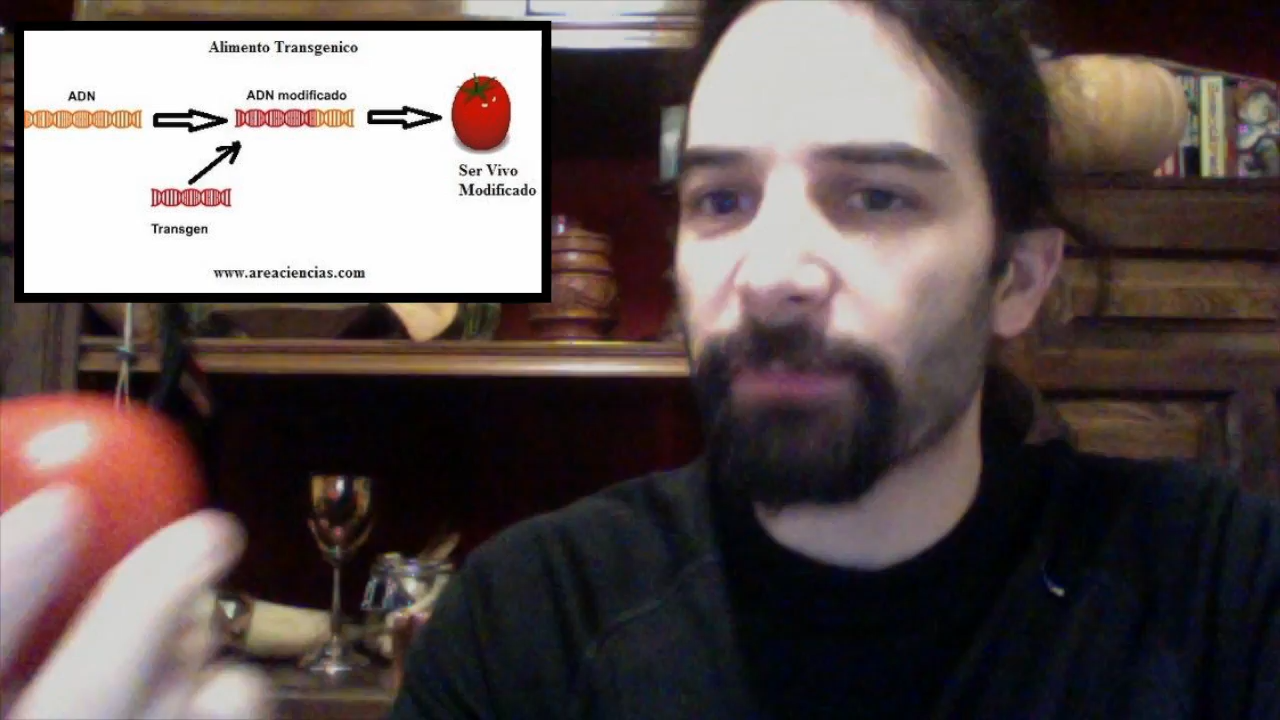 Alimento Transgenico
ADN
ADN modificado
Ser Vivo
Modificado
Transgen
www.areaciencias.com